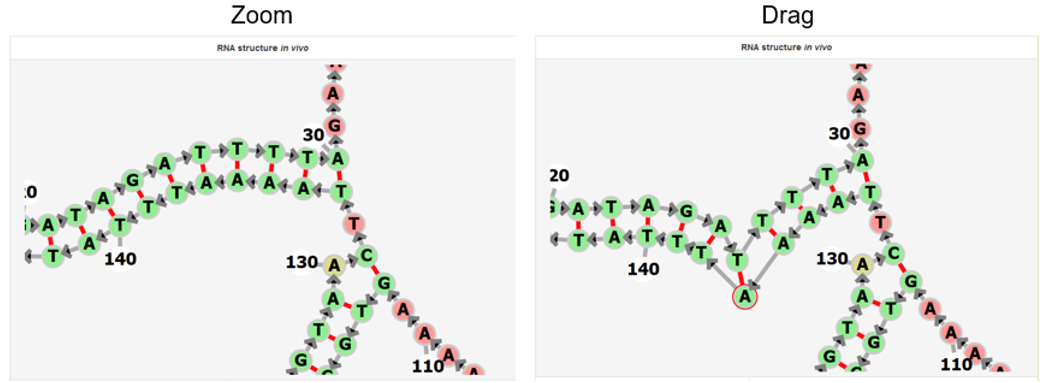 Zoom
Drag
RNA structure in vivo
RNA structure in vivo
A
A
G
30
A T A G A T T T T A
T A T T T A A A A T
140
T
C
130 A
G
A T A
T G A
G A
110
A
A
G
30
20
A T A G A T T T T A
T A T T T A A A A T
140
T
C
130 A
G
A T A
T G A
G A
110